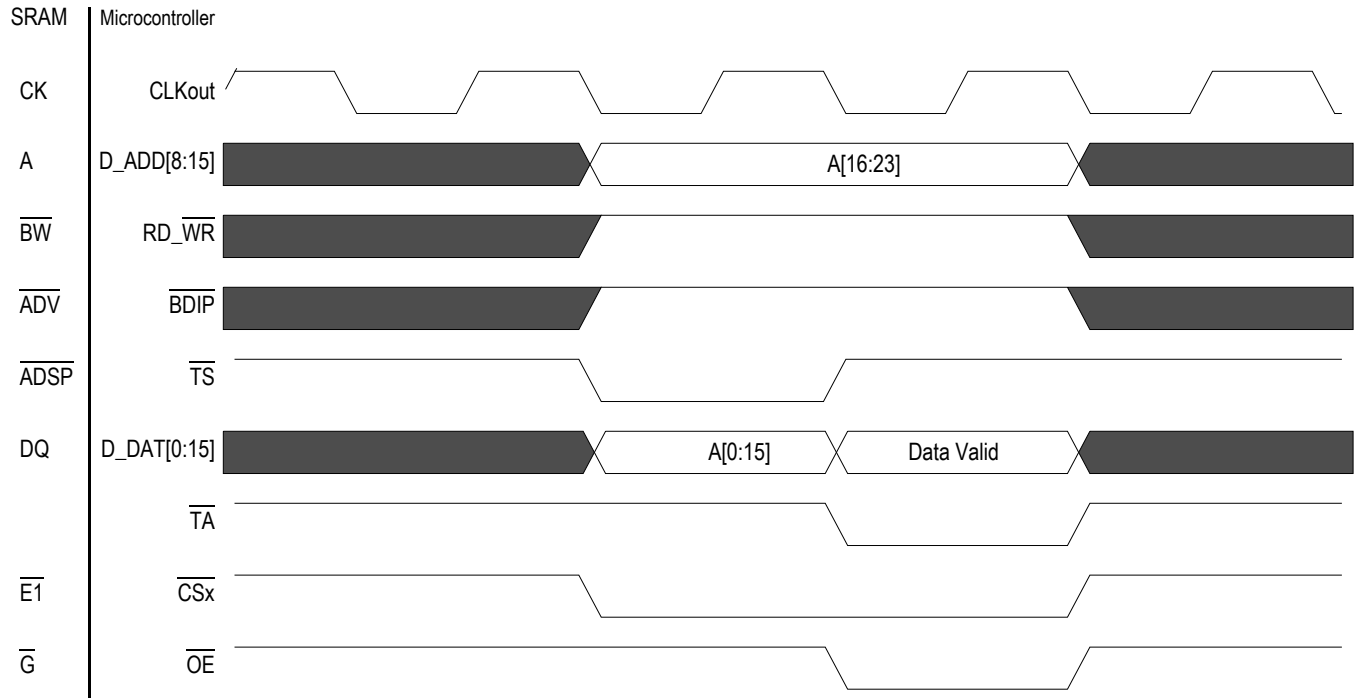 SRAM Microcontroller
CK CLKout
A D_ADD[8:15] A[16:23]
BW RD_WR
ADV BDIP
ADSP TS
DQ D_DAT[0:15] A[0:15] Data Valid
TA
E1 CSx
G OE